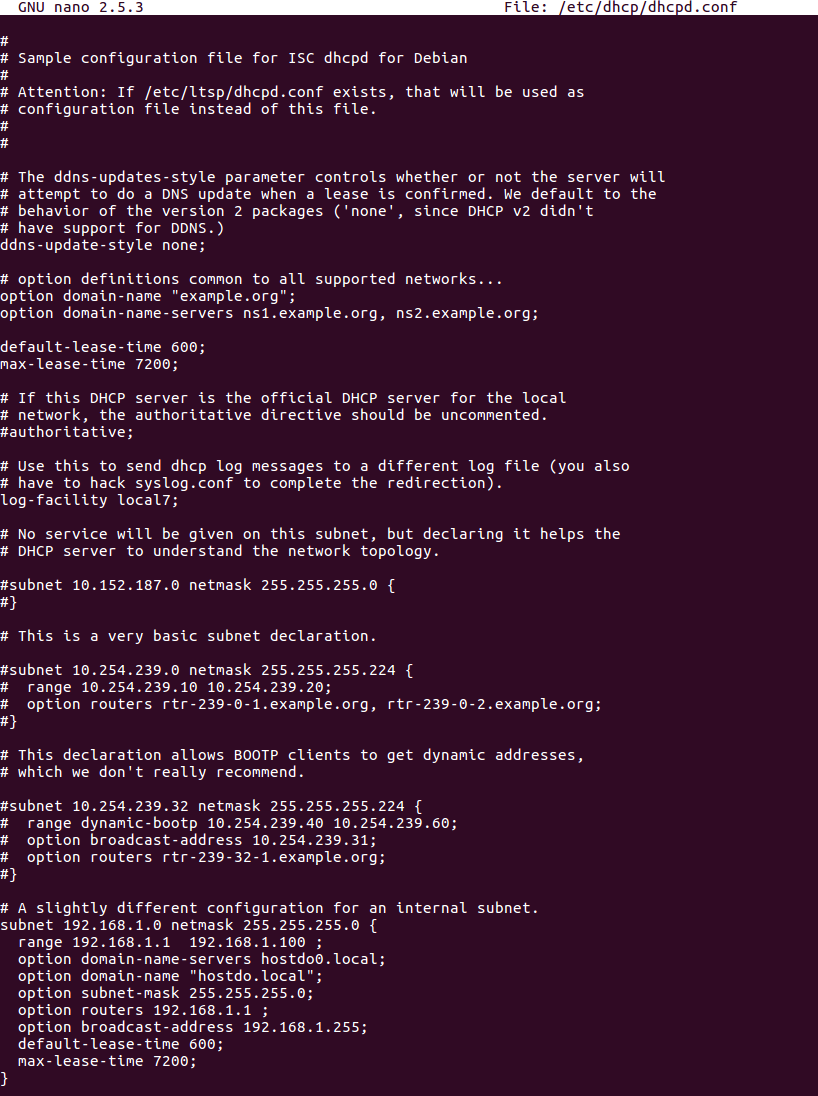 GNU nano 2.5.3 File: /etc/dhcp/dhcpd.conf
#
# Sample configuration file for ISC dhcpd for Debian
#
# Attention: If /etc/ltsp/dhcpd.conf exists, that will be used as
# configuration file instead of this file.
#
#
# The ddns-updates-style parameter controls whether or not the server will
# attempt to do a DNS update when a lease is confirmed. We default to the
# behavior of the version 2 packages ('none', since DHCP v2 didn't
# have support for DDNS.)
ddns-update-style none;
# option definitions common to all supported networks...
option domain-name "example.org";
option domain-name-servers ns1.example.org, ns2.example.org;
default-lease-time 600;
max-lease-time 7200;
# If this DHCP server is the official DHCP server for the local
# network, the authoritative directive should be uncommented.
#authoritative;
# Use this to send dhcp log messages to a different log file (you also
# have to hack syslog.conf to complete the redirection).
log-facility local7;
# No service will be given on this subnet, but declaring it helps the
# DHCP server to understand the network topology.
#subnet 10.152.187.0 netmask 255.255.255.0 {
#}
# This is a very basic subnet declaration.
#subnet 10.254.239.0 netmask 255.255.255.224 {
#  range 10.254.239.10 10.254.239.20;
#  option routers rtr-239-0-1.example.org, rtr-239-0-2.example.org;
#}
# This declaration allows BOOTP clients to get dynamic addresses,
# which we don't really recommend.
#subnet 10.254.239.32 netmask 255.255.255.224 {
#  range dynamic-bootp 10.254.239.40 10.254.239.60;
#  option broadcast-address 10.254.239.31;
#  option routers rtr-239-32-1.example.org;
#}
# A slightly different configuration for an internal subnet.
subnet 192.168.1.0 netmask 255.255.255.0 {
  range 192.168.1.1  192.168.1.100 ;
  option domain-name-servers hostdo0.local;
  option domain-name "hostdo.local";
  option subnet-mask 255.255.255.0;
  option routers 192.168.1.1 ;
  option broadcast-address 192.168.1.255;
  default-lease-time 600;
  max-lease-time 7200;
}